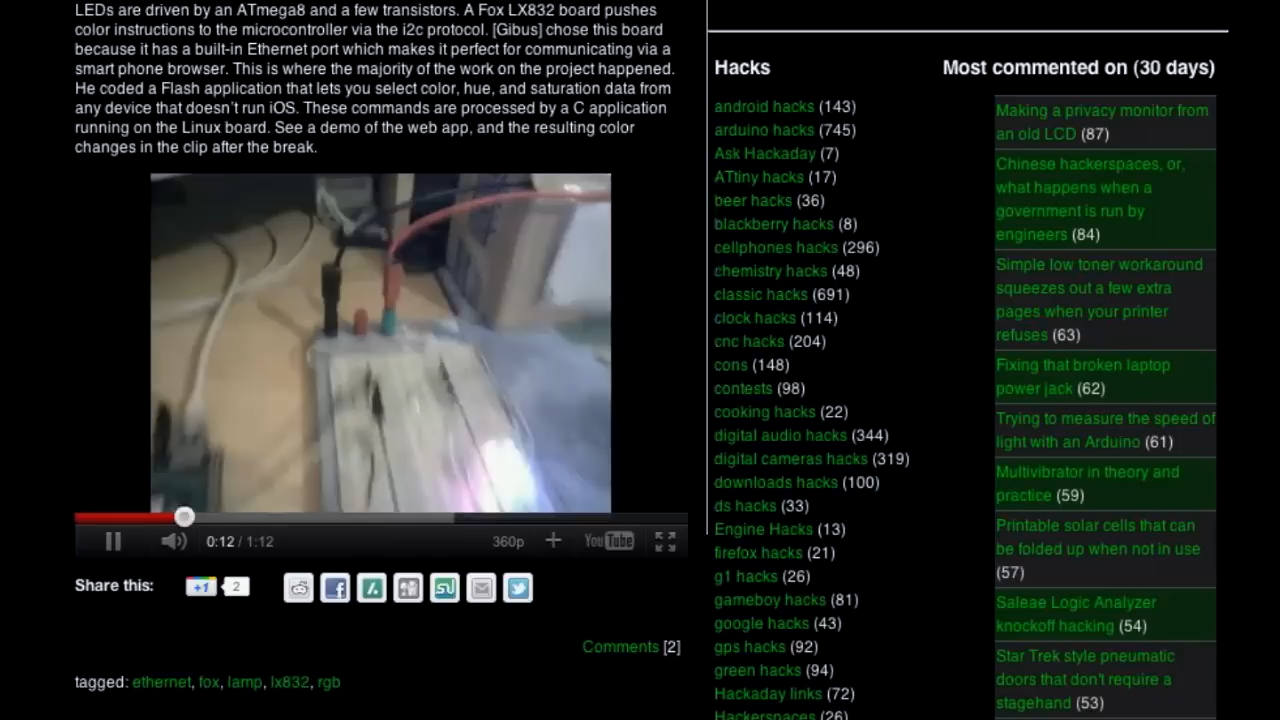 LEDs are driven by an ATmega8 and a few transistors. A Fox LX832 board pushes
color instructions to the microcontroller via the i2c protocol. [Gibus] chose this board
because it has a built-in Ethernet port which makes it perfect for communicating via a
smart phone browser. This is where the majority of the work on the project happened.
He coded a Flash application that lets you select color, hue, and saturation data from
any device that doesn't run iOS. These commands are processed by a C application
running on the Linux board. See a demo of the web app, and the resulting color
changes in the clip after the break.
0:12 / 1:12
360p
YouTube
Share this:
+1
2
Comments [2]
tagged: ethernet, fox, lamp, lx832, rgb
Hacks
android hacks (143)
arduino hacks (745)
Ask Hackaday (7)
ATtiny hacks (17)
beer hacks (36)
blackberry hacks (8)
cellphones hacks (296)
chemistry hacks (48)
classic hacks (691)
clock hacks (114)
cnc hacks (204)
cons (148)
contests (98)
cooking hacks (22)
digital audio hacks (344)
digital cameras hacks (319)
downloads hacks (100)
ds hacks (33)
Engine Hacks (13)
firefox hacks (21)
g1 hacks (26)
gameboy hacks (81)
google hacks (43)
gps hacks (92)
green hacks (94)
Hackaday links (72)
Hackerspaces (26)
Most commented on (30 days)
Making a privacy monitor from
an old LCD (87)
Chinese hackerspaces, or,
what happens when a
government is run by
engineers (84)
Simple low toner workaround
squeezes out a few extra
pages when your printer
refuses (63)
Fixing that broken laptop
power jack (62)
Trying to measure the speed of
light with an Arduino (61)
Multivibrator in theory and
practice (59)
Printable solar cells that can
be folded up when not in use
(57)
Saleae Logic Analyzer
knockoff hacking (54)
Star Trek style pneumatic
doors that don't require a
stagehand (53)